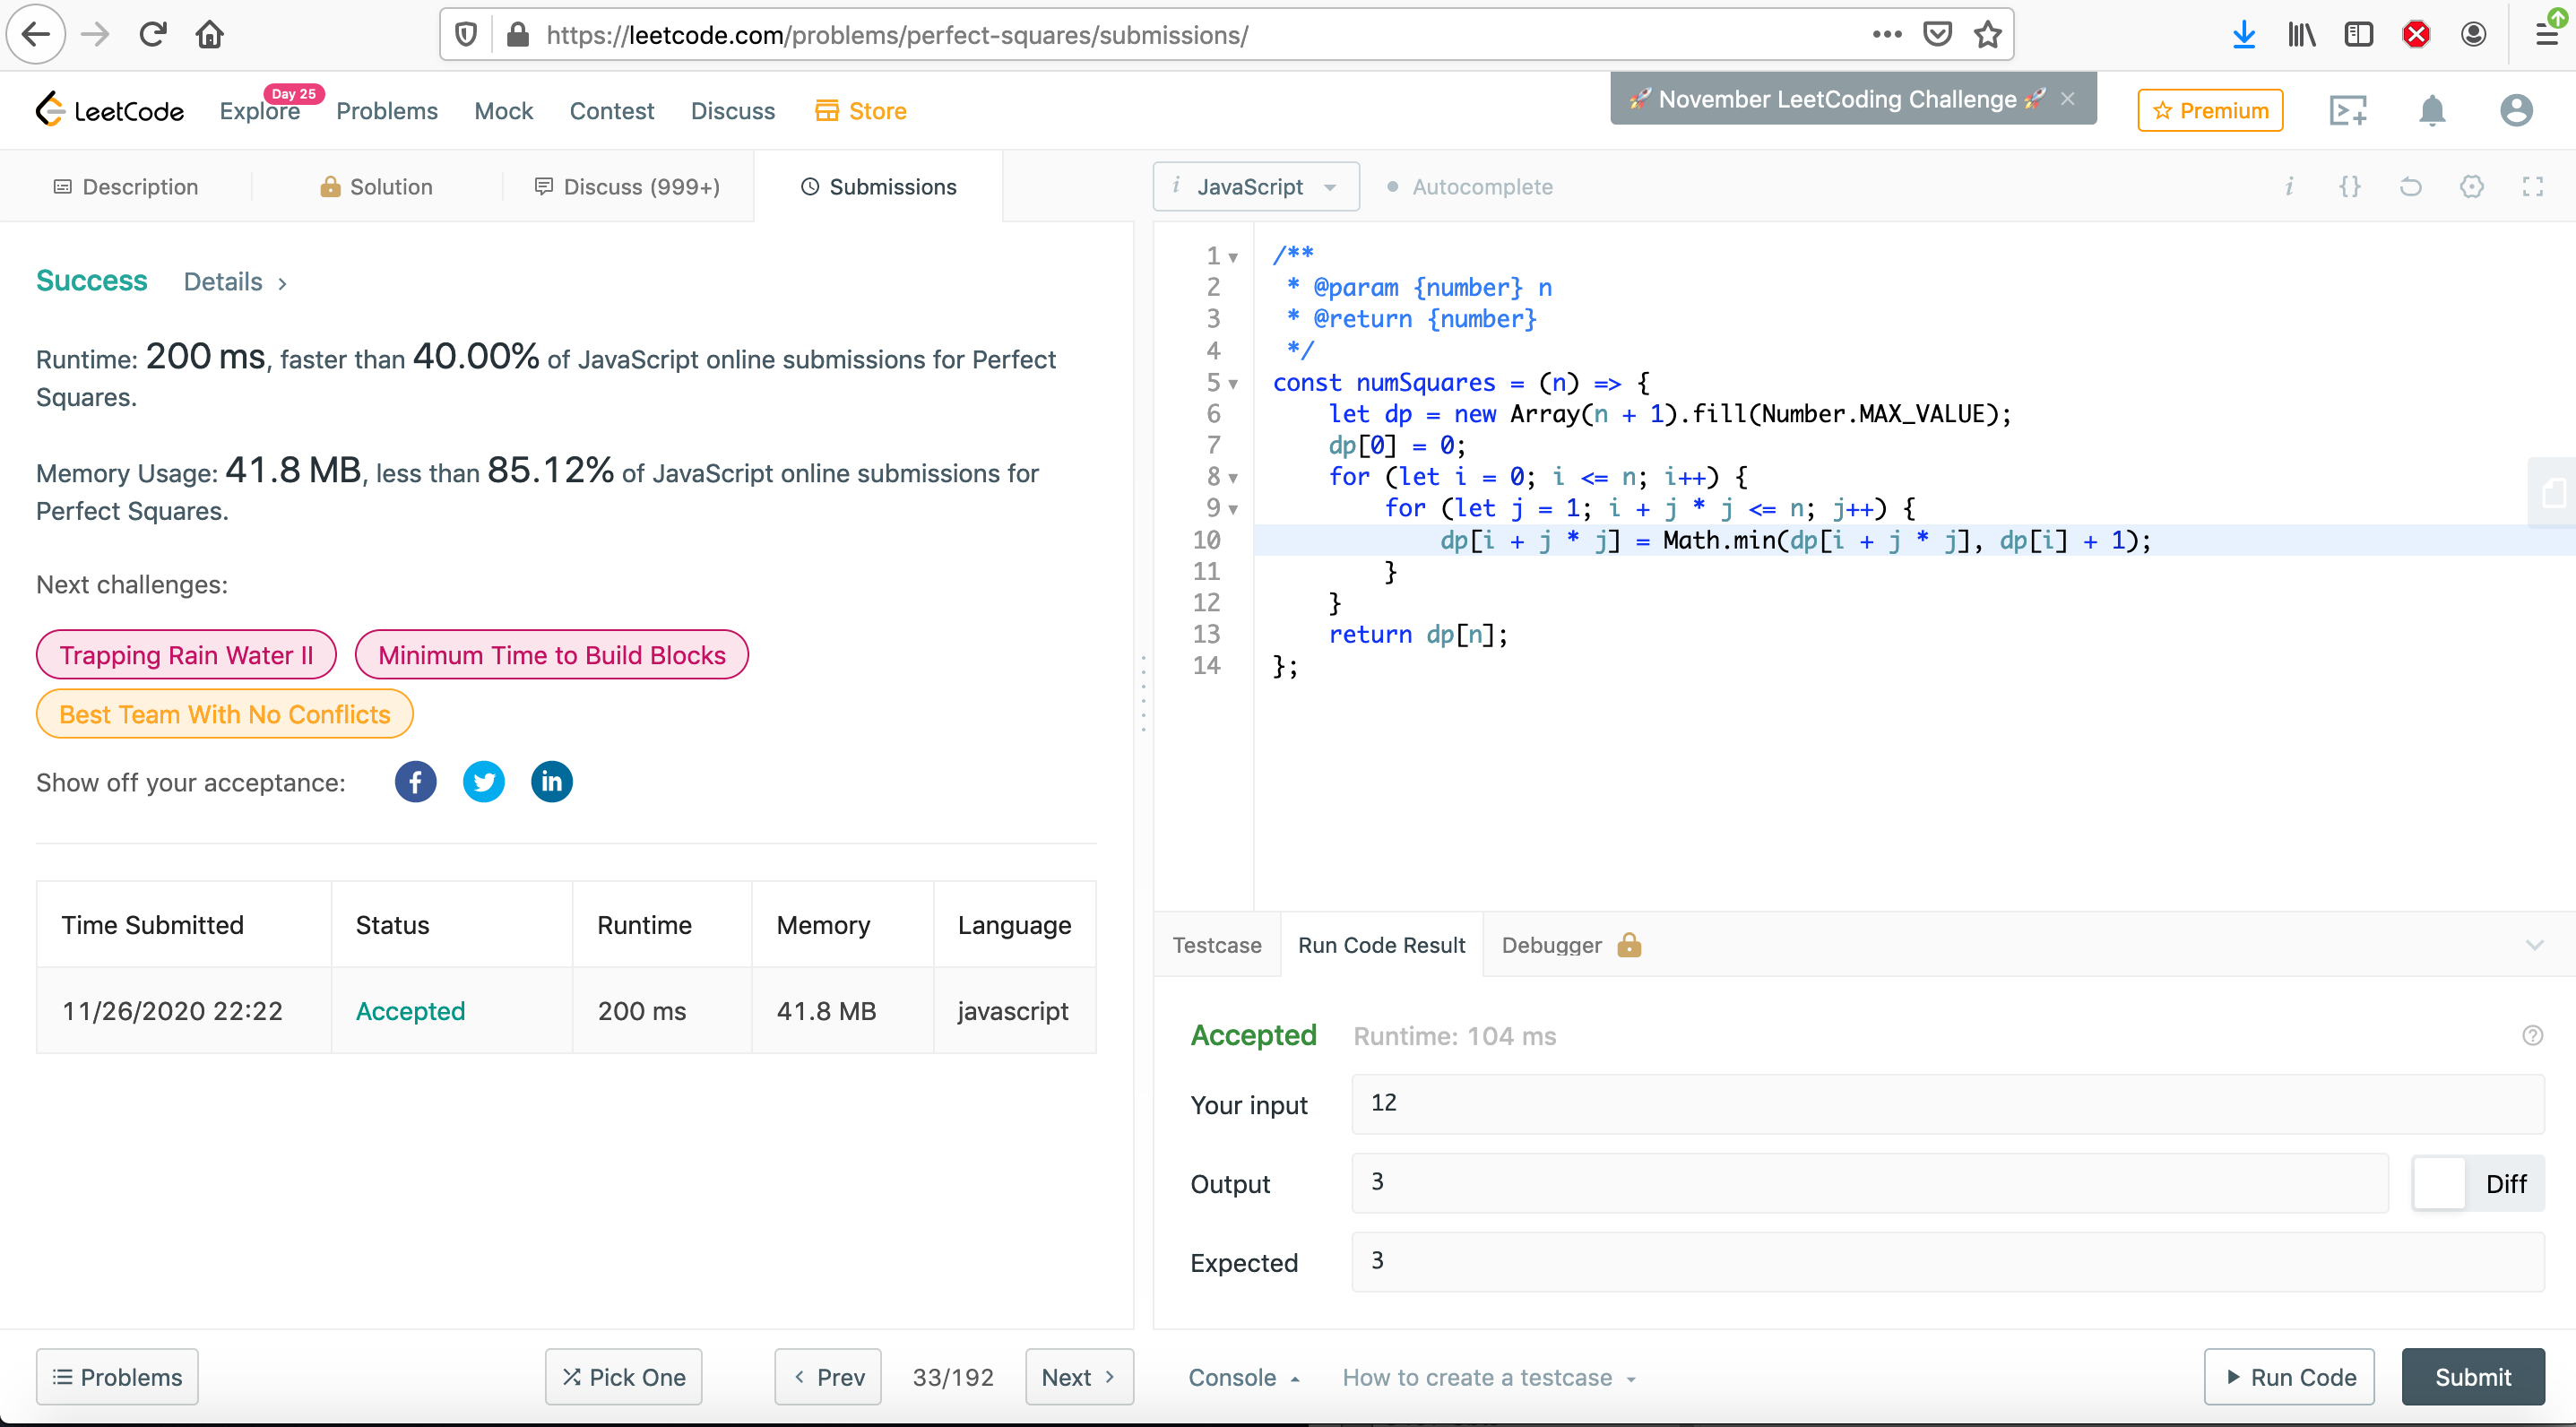 https://leetcode.com/problems/perfect-squares/submissions/
LeetCode
Explore
Day 25
Problems
Mock
Contest
Discuss
Store
🚀 November LeetCoding Challenge 🚀 ×
Premium
Description
Solution
Discuss (999+)
Submissions
i JavaScript
Autocomplete
i {}
Success Details >
Runtime: 200 ms, faster than 40.00% of JavaScript online submissions for Perfect
Squares.
Memory Usage: 41.8 MB, less than 85.12% of JavaScript online submissions for
Perfect Squares.
Next challenges:
Trapping Rain Water II
Minimum Time to Build Blocks
Best Team With No Conflicts
Show off your acceptance:
f
in
Time Submitted Status Runtime Memory Language
11/26/2020 22:22 Accepted 200 ms 41.8 MB javascript
1 /**
2 * @param {number} n
3 * @return {number}
4 */
5 const numSquares = (n) => {
6 let dp = new Array(n + 1).fill(Number.MAX_VALUE);
7 dp[0] = 0;
8 for (let i = 0; i <= n; i++) {
9 for (let j = 1; i + j * j <= n; j++) {
10 dp[i + j * j] = Math.min(dp[i + j * j], dp[i] + 1);
11 }
12 }
13 return dp[n];
14 };
Testcase
Run Code Result
Debugger
Accepted Runtime: 104 ms
?
Your input 12
Output 3
Diff
Expected 3
Problems
Pick One
< Prev
33/192
Next >
Console
How to create a testcase
Run Code
Submit